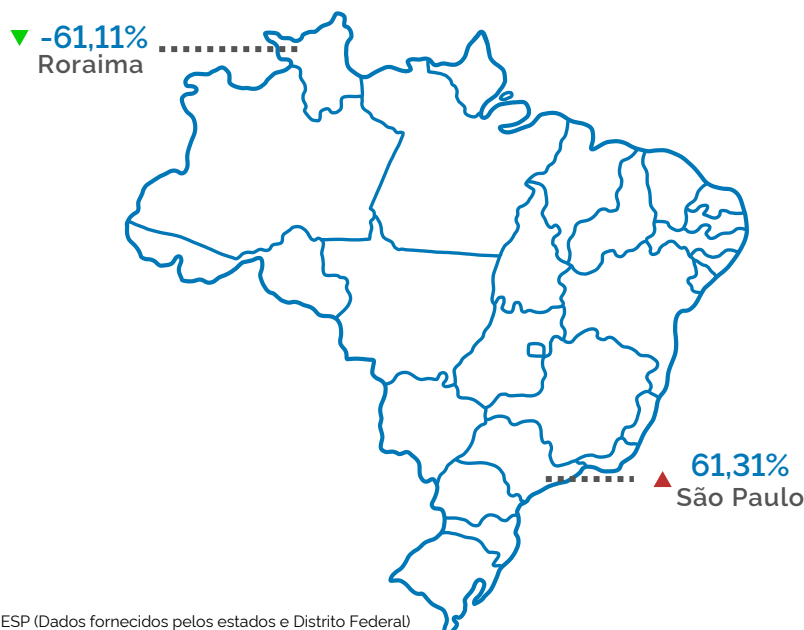 -61,11%
Roraima
61,31%
São Paulo
ESP (Dados fornecidos pelos estados e Distrito Federal)